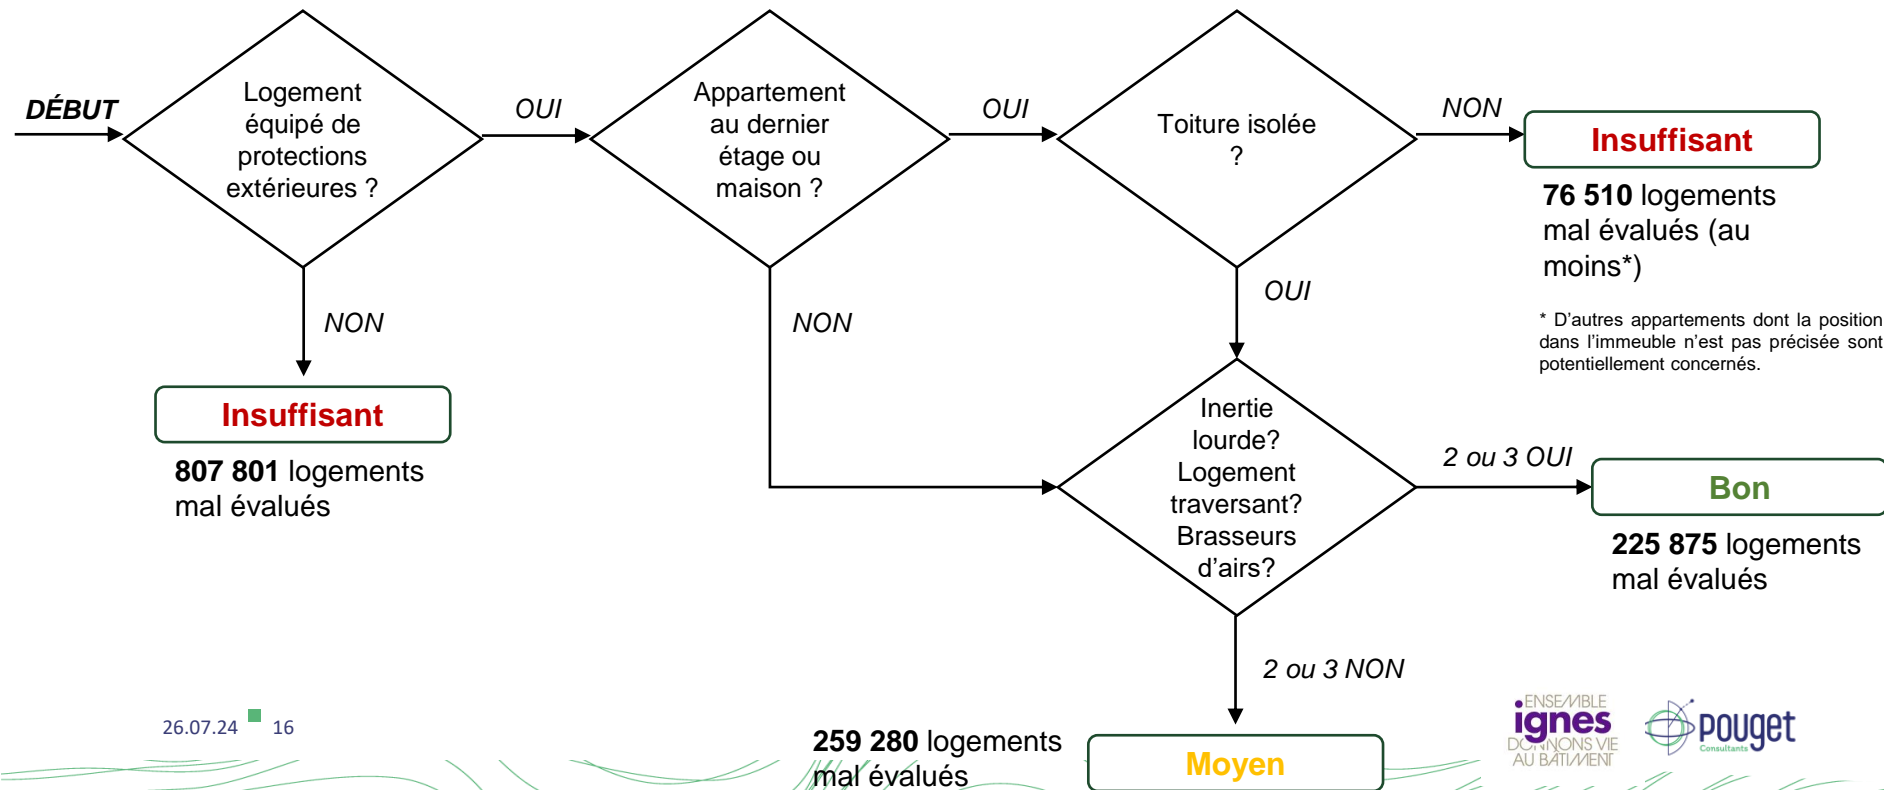 DÉBUT
Logement
équipé de
protections
extérieures ?
OUI
Appartement
au dernier
étage ou
maison ?
OUI
Toiture isolée
?
NON
Insuffisant
76 510 logements
mal évalués (au
moins*)
* D'autres appartements dont la position
dans l'immeuble n'est pas précisée sont
potentiellement concernés.
NON
Insuffisant
807 801 logements
mal évalués
NON
OUI
Inertie
lourde?
Logement
traversant?
Brasseurs
d'airs?
2 ou 3 OUI
Bon
225 875 logements
mal évalués
2 ou 3 NON
259 280 logements
mal évalués
Moyen
26.07.24 16
ENSEMBLE
ignes
DONNONS VIE
AU BÂTIMENT
pouget
Consultants